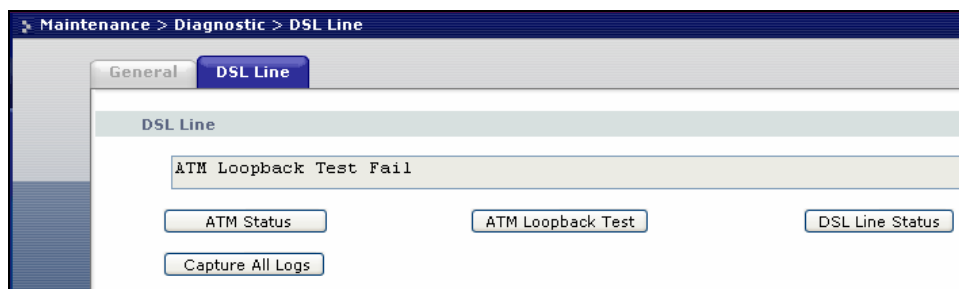 Maintenance > Diagnostic > DSL Line
General DSL Line
DSL Line
ATM Loopback Test Fail
ATM Status ATM Loopback Test DSL Line Status
Capture All Logs